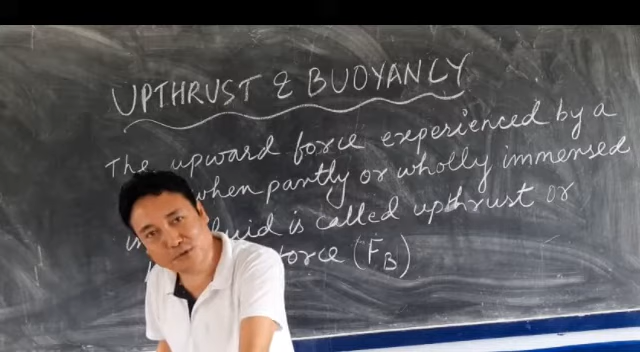 UPTHRUST & BUOYANCY
The upward force experienced by a
when partly or wholly immersed
fluid is called upthrust or
force (FB)